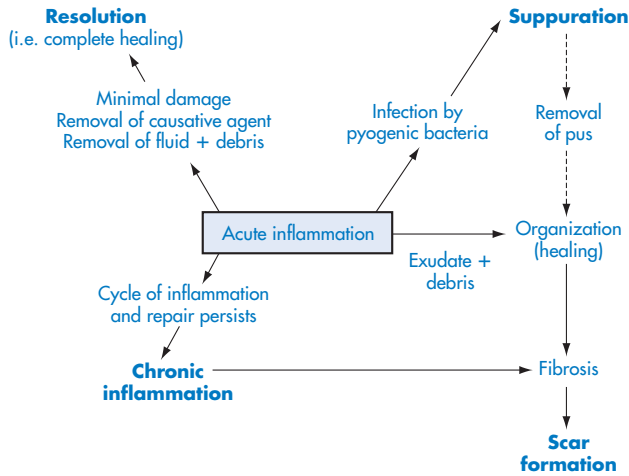 Resolution
(i.e. complete healing)
Minimal damage
Removal of causative agent
Removal of fluid + debris
Suppuration
Infection by
pyogenic bacteria
Removal
of pus
Acute inflammation
Exudate +
debris
Organization
(healing)
Cycle of inflammation
and repair persists
Chronic
inflammation
Fibrosis
Scar
formation